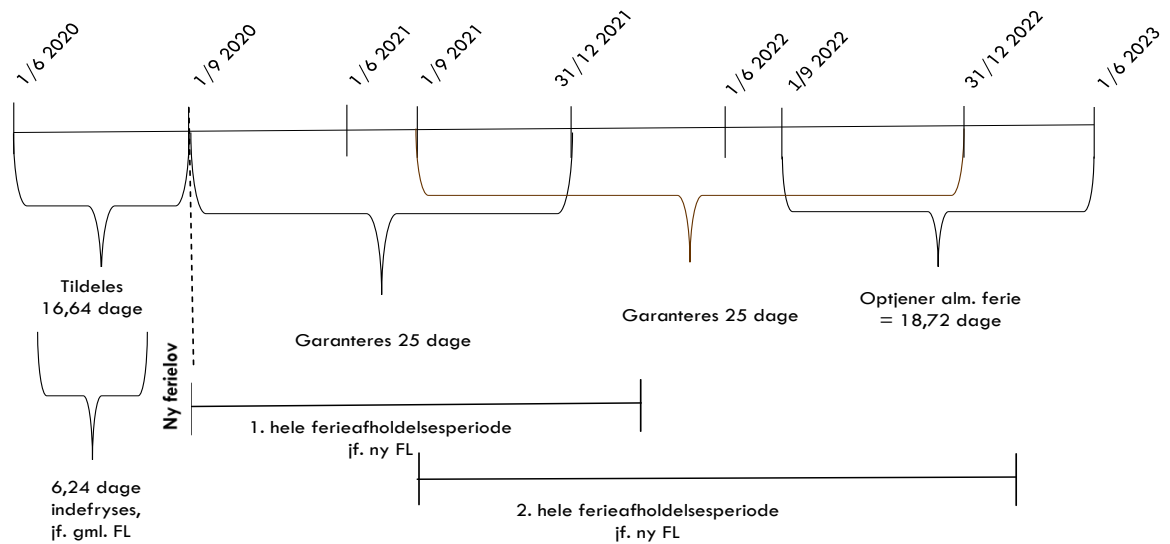 1/6 2020
1/9 2020
1/6 2021
1/9 2021
31/12 2021
1/6 2022
1/9 2022
31/12 2022
1/6 2023
Tildeles
16,64 dage
Garanteres 25 dage
Garanteres 25 dage
Optjener alm. ferie
= 18,72 dage
Ny ferielov
1. hele ferieafholdelsesperiode
jf. ny FL
6,24 dage
indefryses,
jf. gml. FL
2. hele ferieafholdelsesperiode
jf. ny FL